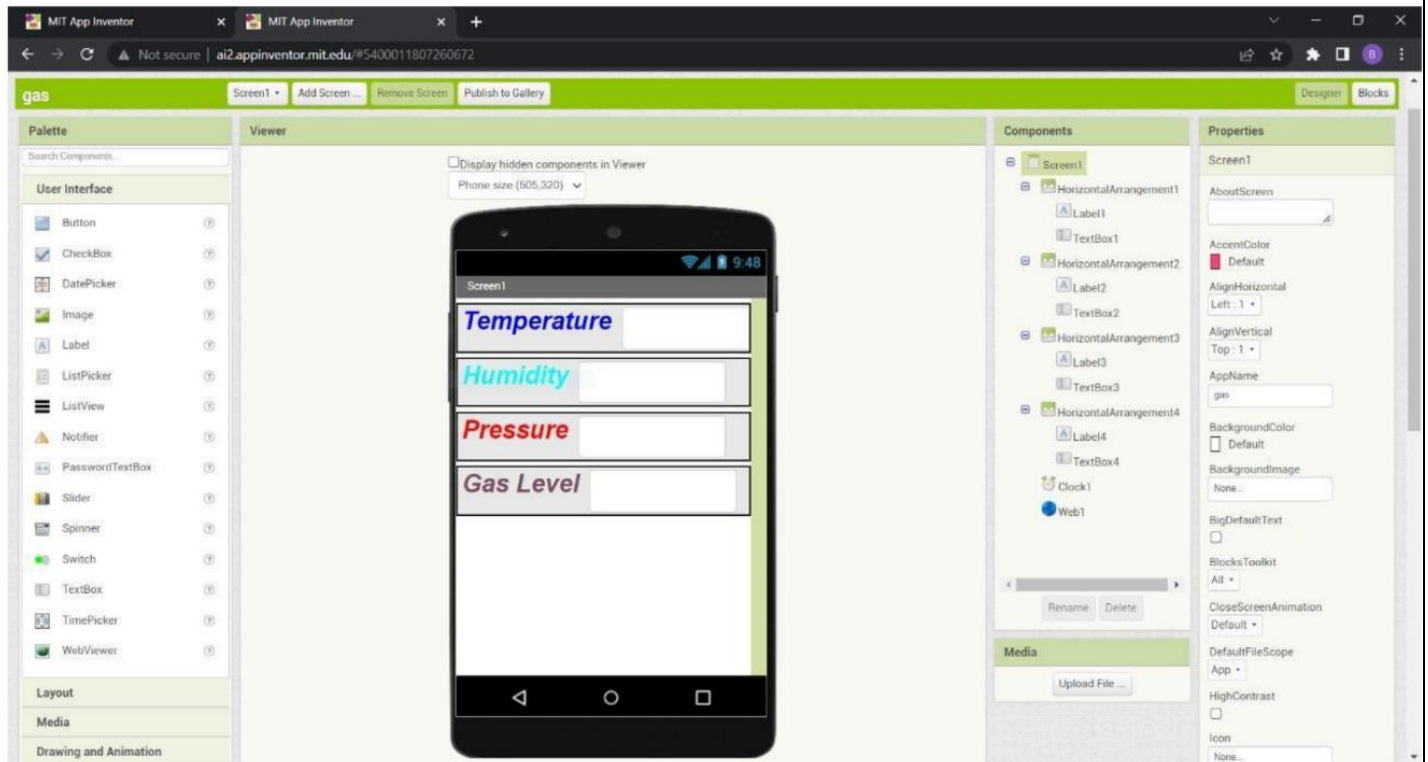 MIT App Inventor
MIT App Inventor
Not secure | ai2.appinventor.mit.edu/#5400011807260672
B
gas
Screen1
Add Screen ...
Remove Screen
Publish to Gallery
Designer
Blocks
Palette
Search Components...
User Interface
Button
CheckBox
DatePicker
Image
Label
ListPicker
ListView
Notifier
PasswordTextBox
Slider
Spinner
Switch
TextBox
TimePicker
WebViewer
Layout
Media
Drawing and Animation
Viewer
Display hidden components in Viewer
Phone size (505,320)
9:48
Screen1
Temperature
Humidity
Pressure
Gas Level
Components
Screen1
HorizontalArrangement1
Label1
TextBox1
HorizontalArrangement2
Label2
TextBox2
HorizontalArrangement3
Label3
TextBox3
HorizontalArrangement4
Label4
TextBox4
Clock1
Web1
Rename
Delete
Media
Upload File ...
Properties
Screen1
AboutScreen
AccentColor
Default
AlignHorizontal
Left : 1
AlignVertical
Top : 1
AppName
gas
BackgroundColor
Default
BackgroundImage
None...
BigDefaultText
BlocksToolkit
All
CloseScreenAnimation
Default
DefaultFileScope
App
HighContrast
Icon
None...